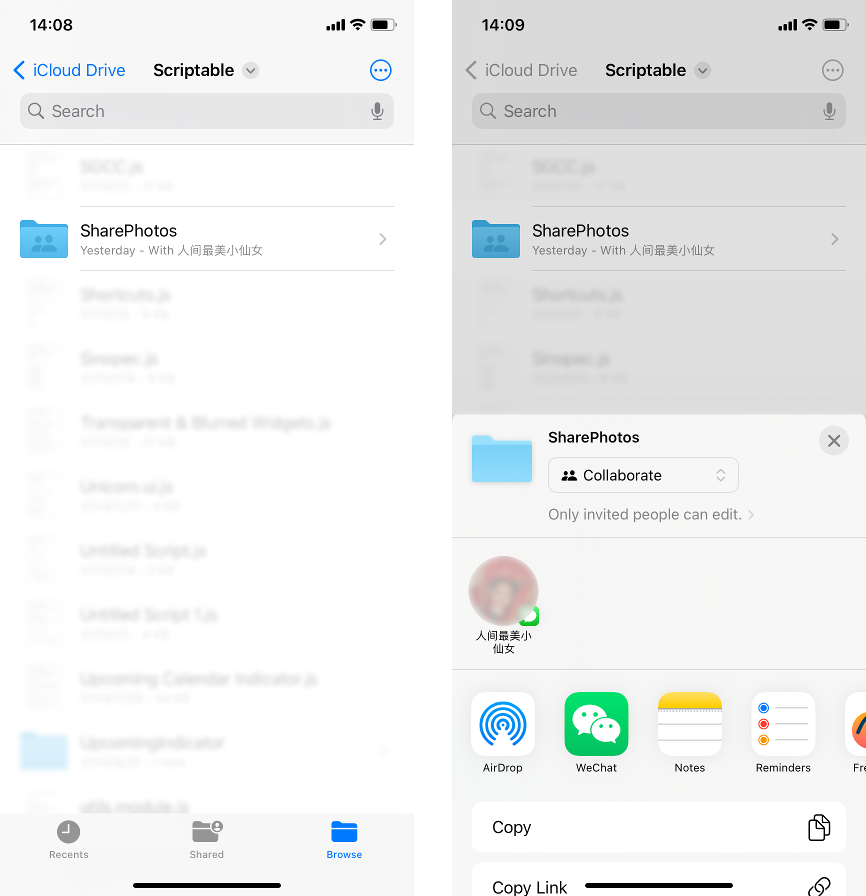 14:08
iCloud Drive
Scriptable
Search
SGCC.js
SharePhotos
Yesterday - With 人间最美小仙女
Shortcuts.js
Sinopec.js
Transparent & Blurred Widgets.js
Unicom.ui.js
Untitled Script.js
Untitled Script 1.js
Upcoming Calendar Indicator.js
UpcomingIndicator
utils.module.js
Recents
Shared
Browse
14:09
iCloud Drive
Scriptable
Search
SGCC.js
SharePhotos
Yesterday - With 人间最美小仙女
Shortcuts.js
Sinopec.js
SharePhotos
Collaborate
Only invited people can edit.
人间最美小
仙女
AirDrop
WeChat
Notes
Reminders
Fre
Copy
Copy Link